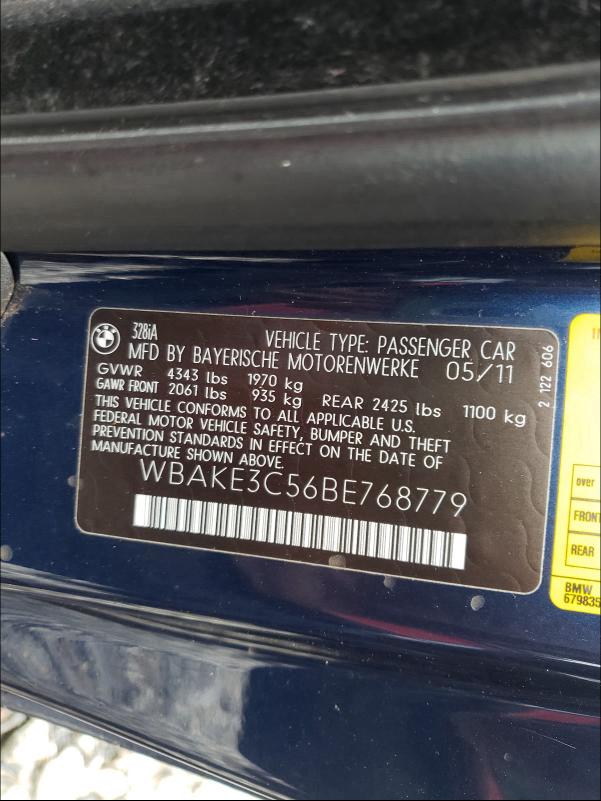 BMW
328iA
VEHICLE TYPE: PASSENGER CAR
MFD BY BAYERISCHE MOTORENWERKE 05/11
GVWR 4343 lbs 1970 kg
GAWR FRONT 2061 lbs 935 kg REAR 2425 lbs 1100 kg
THIS VEHICLE CONFORMS TO ALL APPLICABLE U.S.
FEDERAL MOTOR VEHICLE SAFETY, BUMPER AND THEFT
PREVENTION STANDARDS IN EFFECT ON THE DATE OF
MANUFACTURE SHOWN ABOVE.
WBAKE3C56BE768779
2 122 606
over
FRONT
REAR
BMW